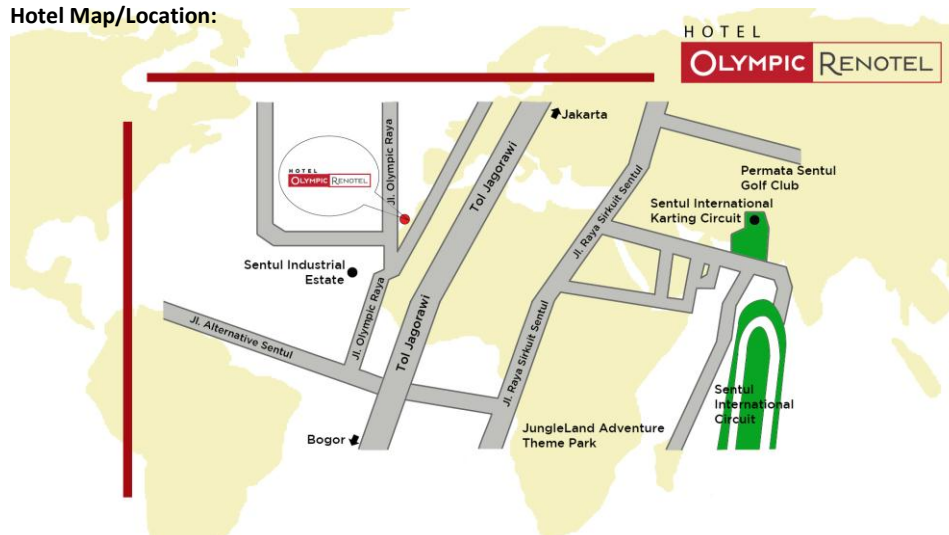 Hotel Map/Location:
HOTEL
OLYMPIC RENOTEL
Jakarta
Jl. Olympic Raya
HOTEL
OLYMPIC RENOTEL
Tol Jagorawi
Jl. Raya Sirkuit Sentul
Permata Sentul
Golf Club
Sentul International
Karting Circuit
Sentul Industrial
Estate
Jl. Olympic Raya
Tol Jagorawi
Jl. Raya Sirkuit Sentul
Jl. Alternative Sentul
Sentul
International
Circuit
JungleLand Adventure
Theme Park
Bogor